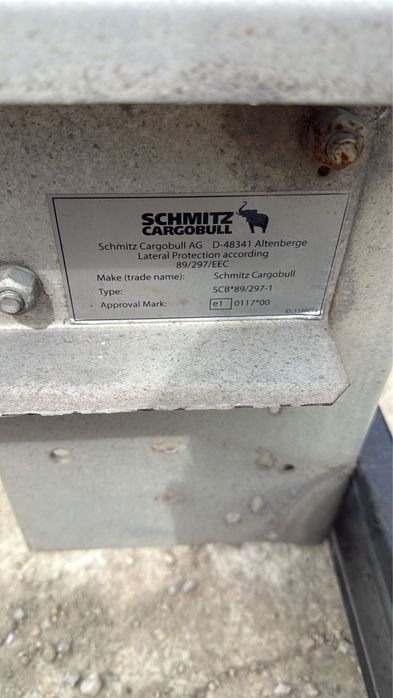 SCHMITZ
CARGOBULL
Schmitz Cargobull AG D-48341 Altenberge
Lateral Protection according
89/297/EEC
Make (trade name): Schmitz Cargobull
Type: SCB*89/297-1
Approval Mark: e1 0117*00